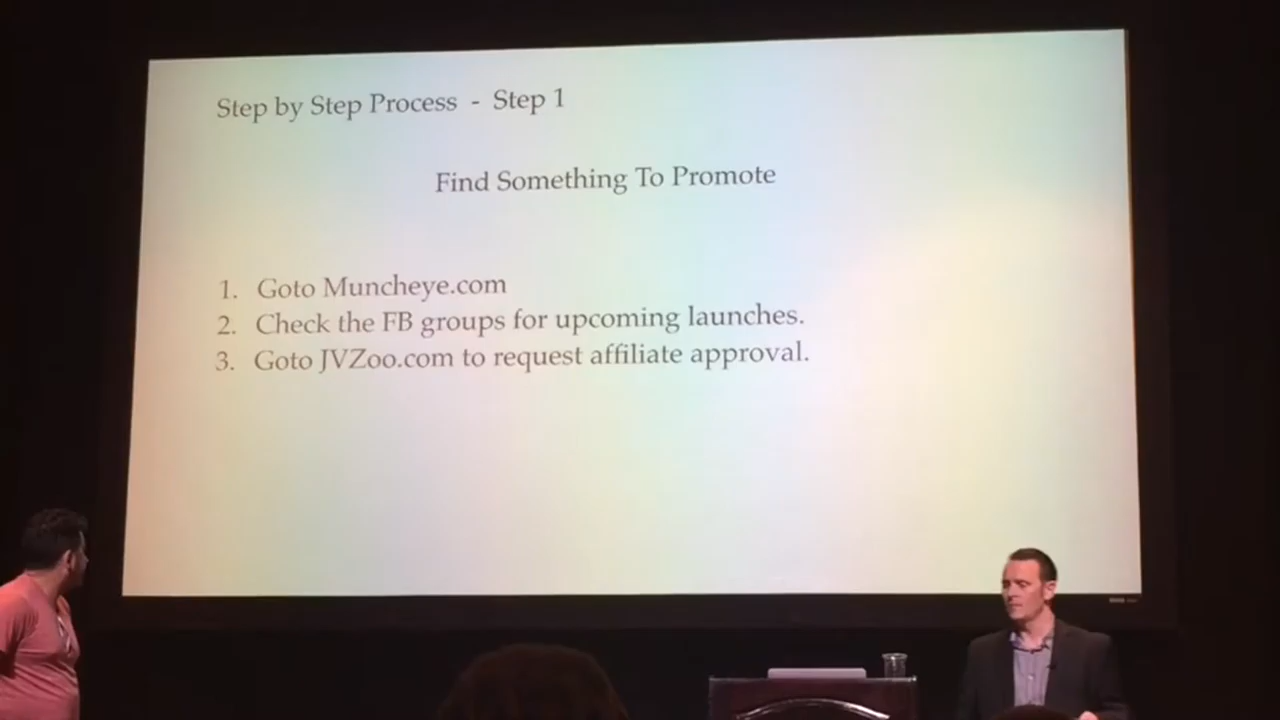 Step by Step Process - Step 1
Find Something To Promote
1. Goto Muncheye.com
2. Check the FB groups for upcoming launches.
3. Goto JVZoo.com to request affiliate approval.